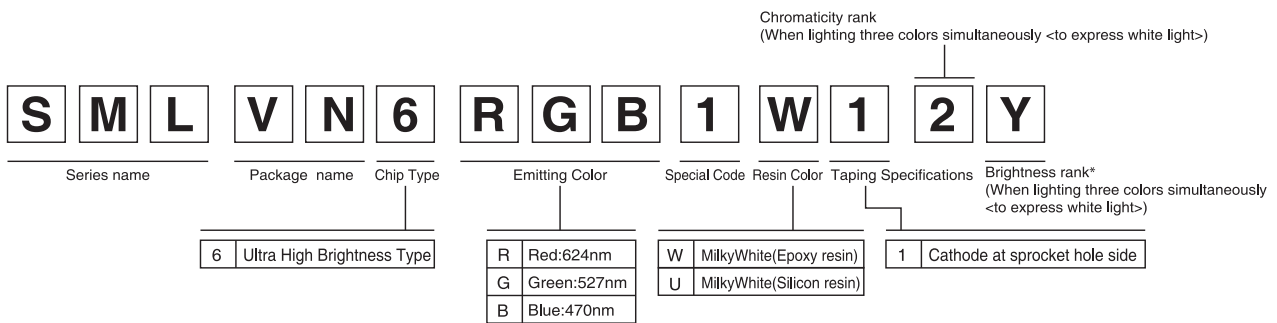 Chromaticity rank
(When lighting three colors simultaneously <to express white light>)
S M L V N 6 R G B 1 W 1 2 Y
Series name Package name Chip Type Emitting Color Special Code Resin Color Taping Specifications Brightness rank*
(When lighting three colors simultaneously
<to express white light>)
6 Ultra High Brightness Type
R Red:624nm
G Green:527nm
B Blue:470nm
W MilkyWhite(Epoxy resin)
U MilkyWhite(Silicon resin)
1 Cathode at sprocket hole side